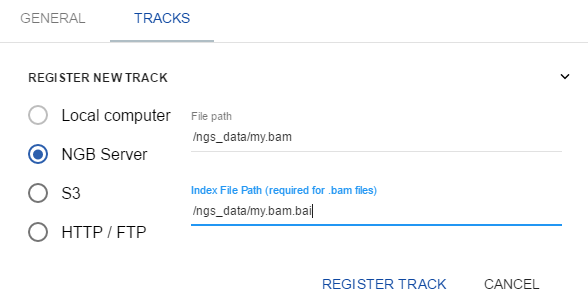 GENERAL TRACKS
REGISTER NEW TRACK
Local computer
NGB Server
S3
HTTP / FTP
File path
/ngs_data/my.bam
Index File Path (required for .bam files)
/ngs_data/my.bam.bai
REGISTER TRACK CANCEL